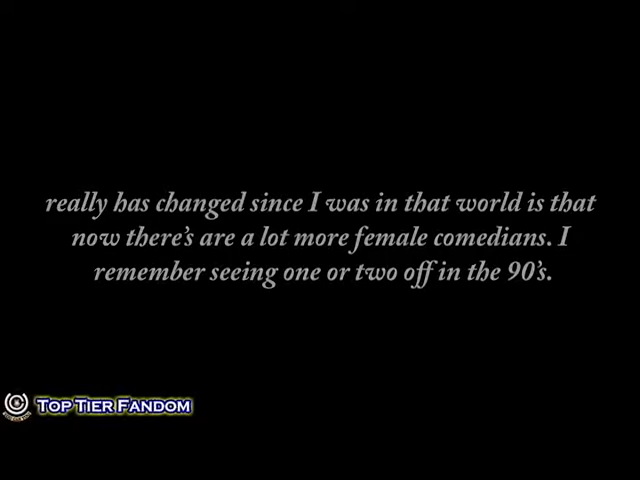 really has changed since I was in that world is that
now there's are a lot more female comedians. I
remember seeing one or two off in the 90's.
Top Tier Fandom